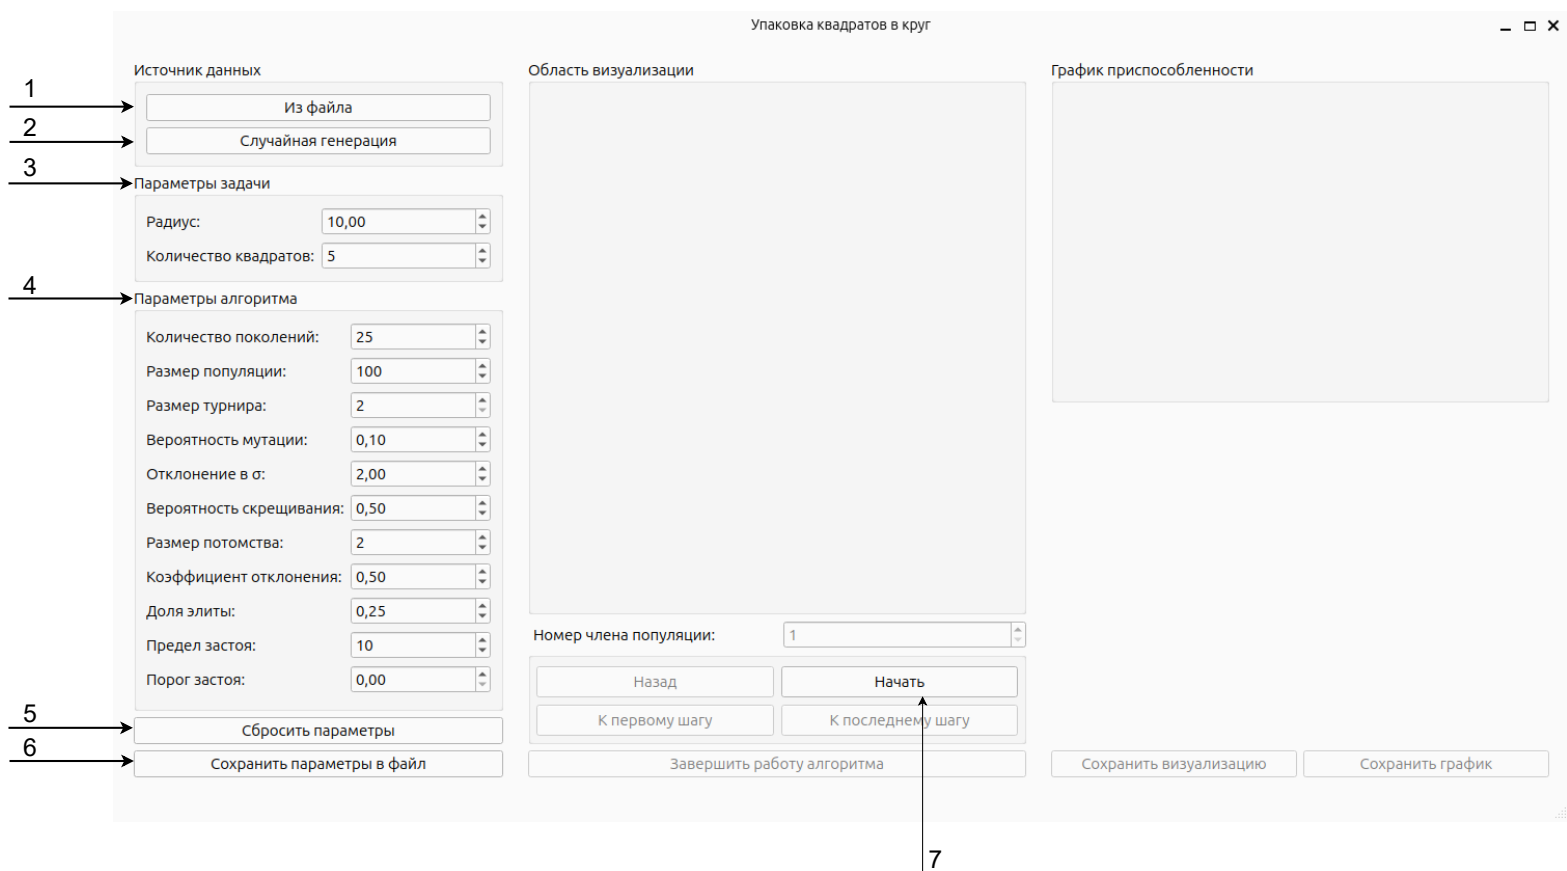 Упаковка квадратов в круг
Источник данных
1
Из файла
2
Случайная генерация
3
Параметры задачи
Радиус: 10,00
Количество квадратов: 5
4
Параметры алгоритма
Количество поколений: 25
Размер популяции: 100
Размер турнира: 2
Вероятность мутации: 0,10
Отклонение в σ: 2,00
Вероятность скрещивания: 0,50
Размер потомства: 2
Коэффициент отклонения: 0,50
Доля элиты: 0,25
Предел застоя: 10
Порог застоя: 0,00
5
Сбросить параметры
6
Сохранить параметры в файл
Область визуализации
Номер члена популяции: 1
Назад Начать
К первому шагу К последнему шагу
Завершить работу алгоритма
7
График приспособленности
Сохранить визуализацию Сохранить график